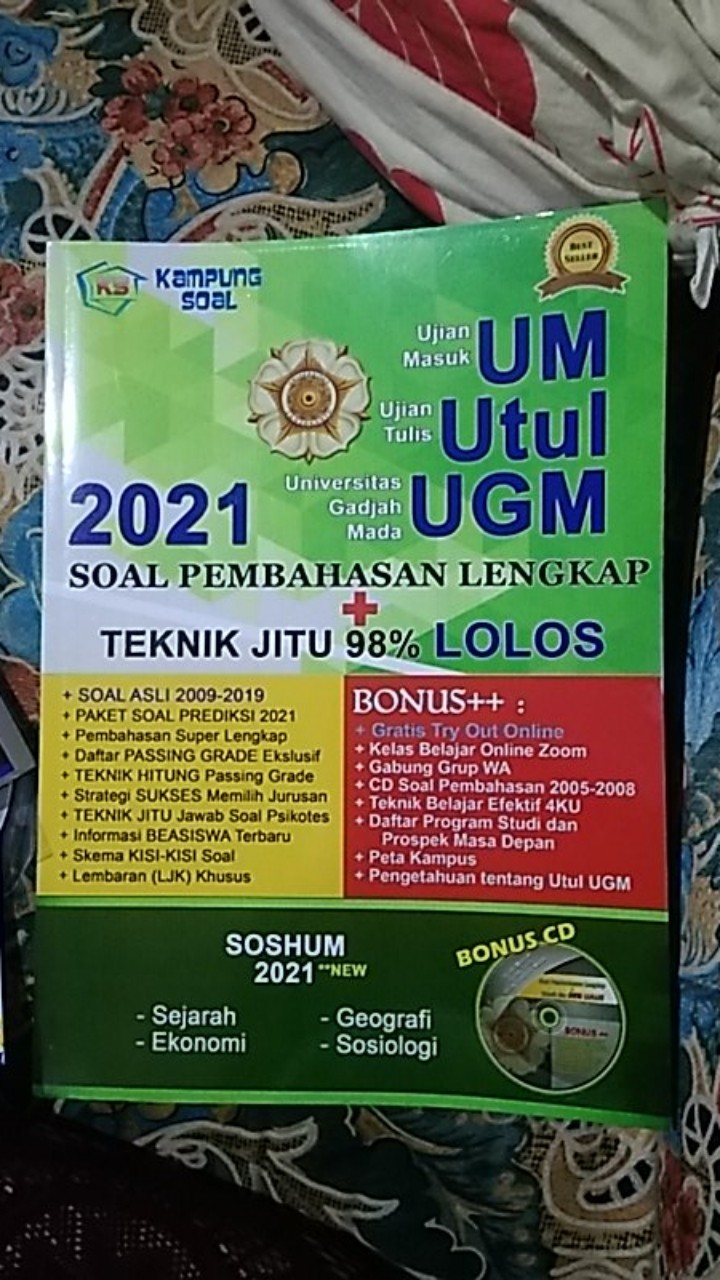 KS
KAMPUNG
SOAL
BEST
SELLER
Ujian
Masuk
UM
Ujian
Tulis
Utul
Universitas
Gadjah
Mada
UGM
2021
SOAL PEMBAHASAN LENGKAP
+
TEKNIK JITU 98% LOLOS
+ SOAL ASLI 2009-2019
+ PAKET SOAL PREDIKSI 2021
+ Pembahasan Super Lengkap
+ Daftar PASSING GRADE Ekslusif
+ TEKNIK HITUNG Passing Grade
+ Strategi SUKSES Memilih Jurusan
+ TEKNIK JITU Jawab Soal Psikotes
+ Informasi BEASISWA Terbaru
+ Skema KISI-KISI Soal
+ Lembaran (LJK) Khusus
BONUS++ :
+ Gratis Try Out Online
+ Kelas Belajar Online Zoom
+ Gabung Grup WA
+ CD Soal Pembahasan 2005-2008
+ Teknik Belajar Efektif 4KU
+ Daftar Program Studi dan
Prospek Masa Depan
+ Peta Kampus
+ Pengetahuan tentang Utul UGM
SOSHUM
2021 **NEW
- Sejarah
- Ekonomi
- Geografi
- Sosiologi
BONUS CD
BONUS ++